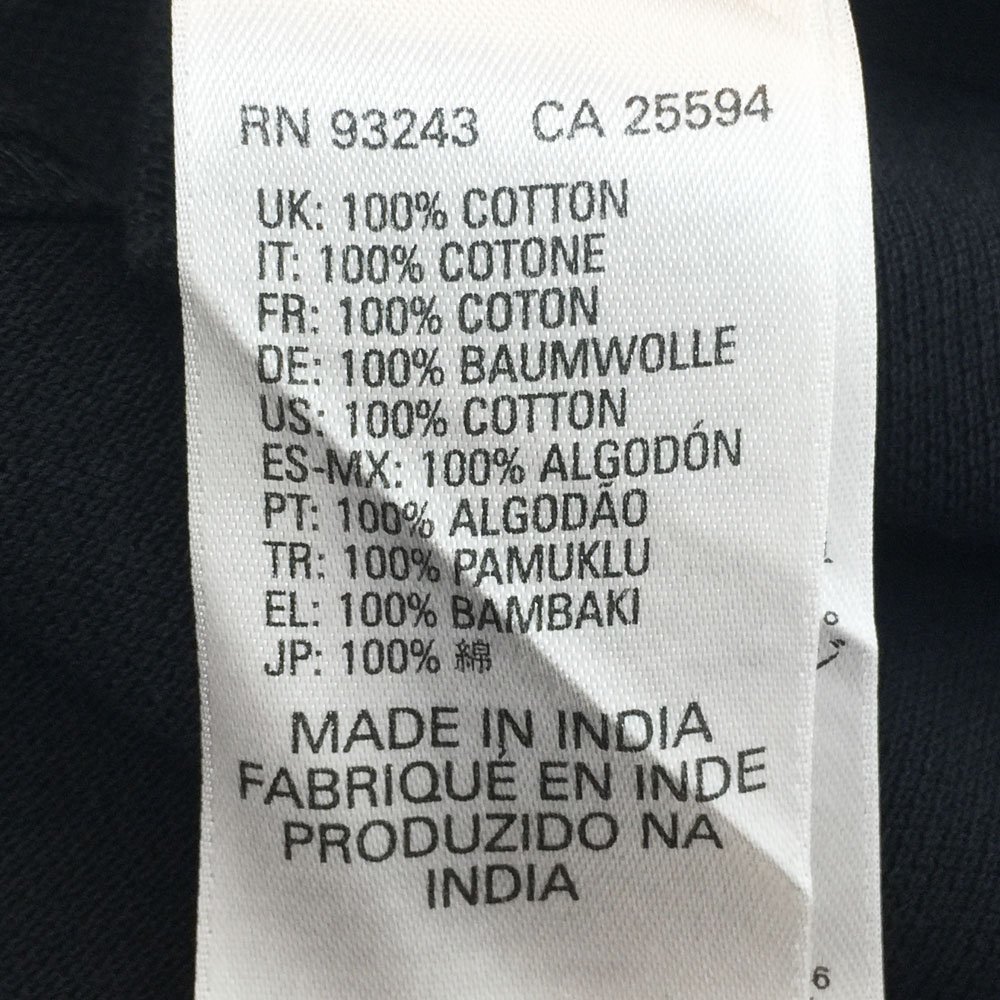 RN 93243 CA 25594
UK: 100% COTTON
IT: 100% COTONE
FR: 100% COTON
DE: 100% BAUMWOLLE
US: 100% COTTON
ES-MX: 100% ALGODÓN
PT: 100% ALGODÃO
TR: 100% PAMUKLU
EL: 100% BAMBAKI
JP: 100% 綿
MADE IN INDIA
FABRIQUÉ EN INDE
PRODUZIDO NA
INDIA
6